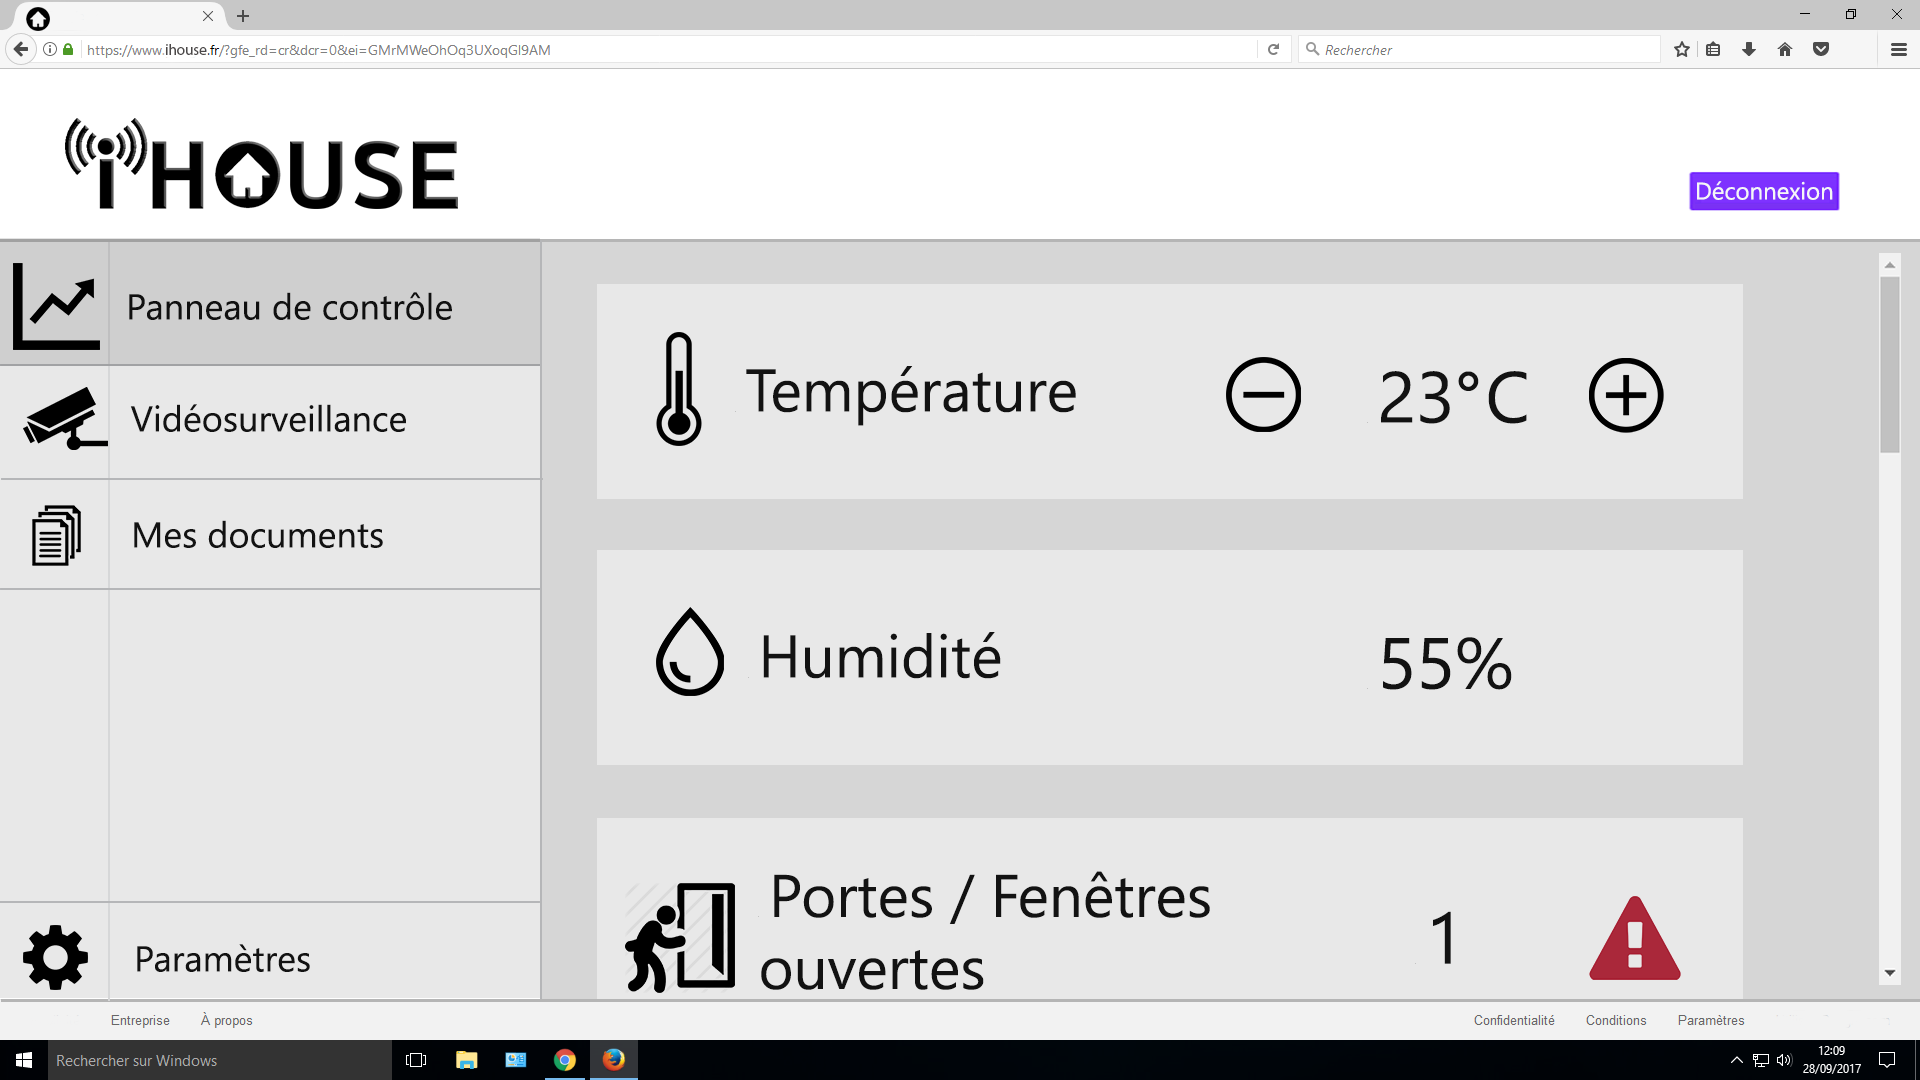 https://www.ihouse.fr/?gfe_rd=cr&dcr=0&ei=GMrMWeOhOq3UXoqGl9AM
Rechercher
iHOUSE
Déconnexion
Panneau de contrôle
Vidéosurveillance
Mes documents
Paramètres
Température
23°C
Humidité
55%
Portes / Fenêtres
ouvertes
1
Entreprise
À propos
Confidentialité
Conditions
Paramètres
Rechercher sur Windows
12:09
28/09/2017